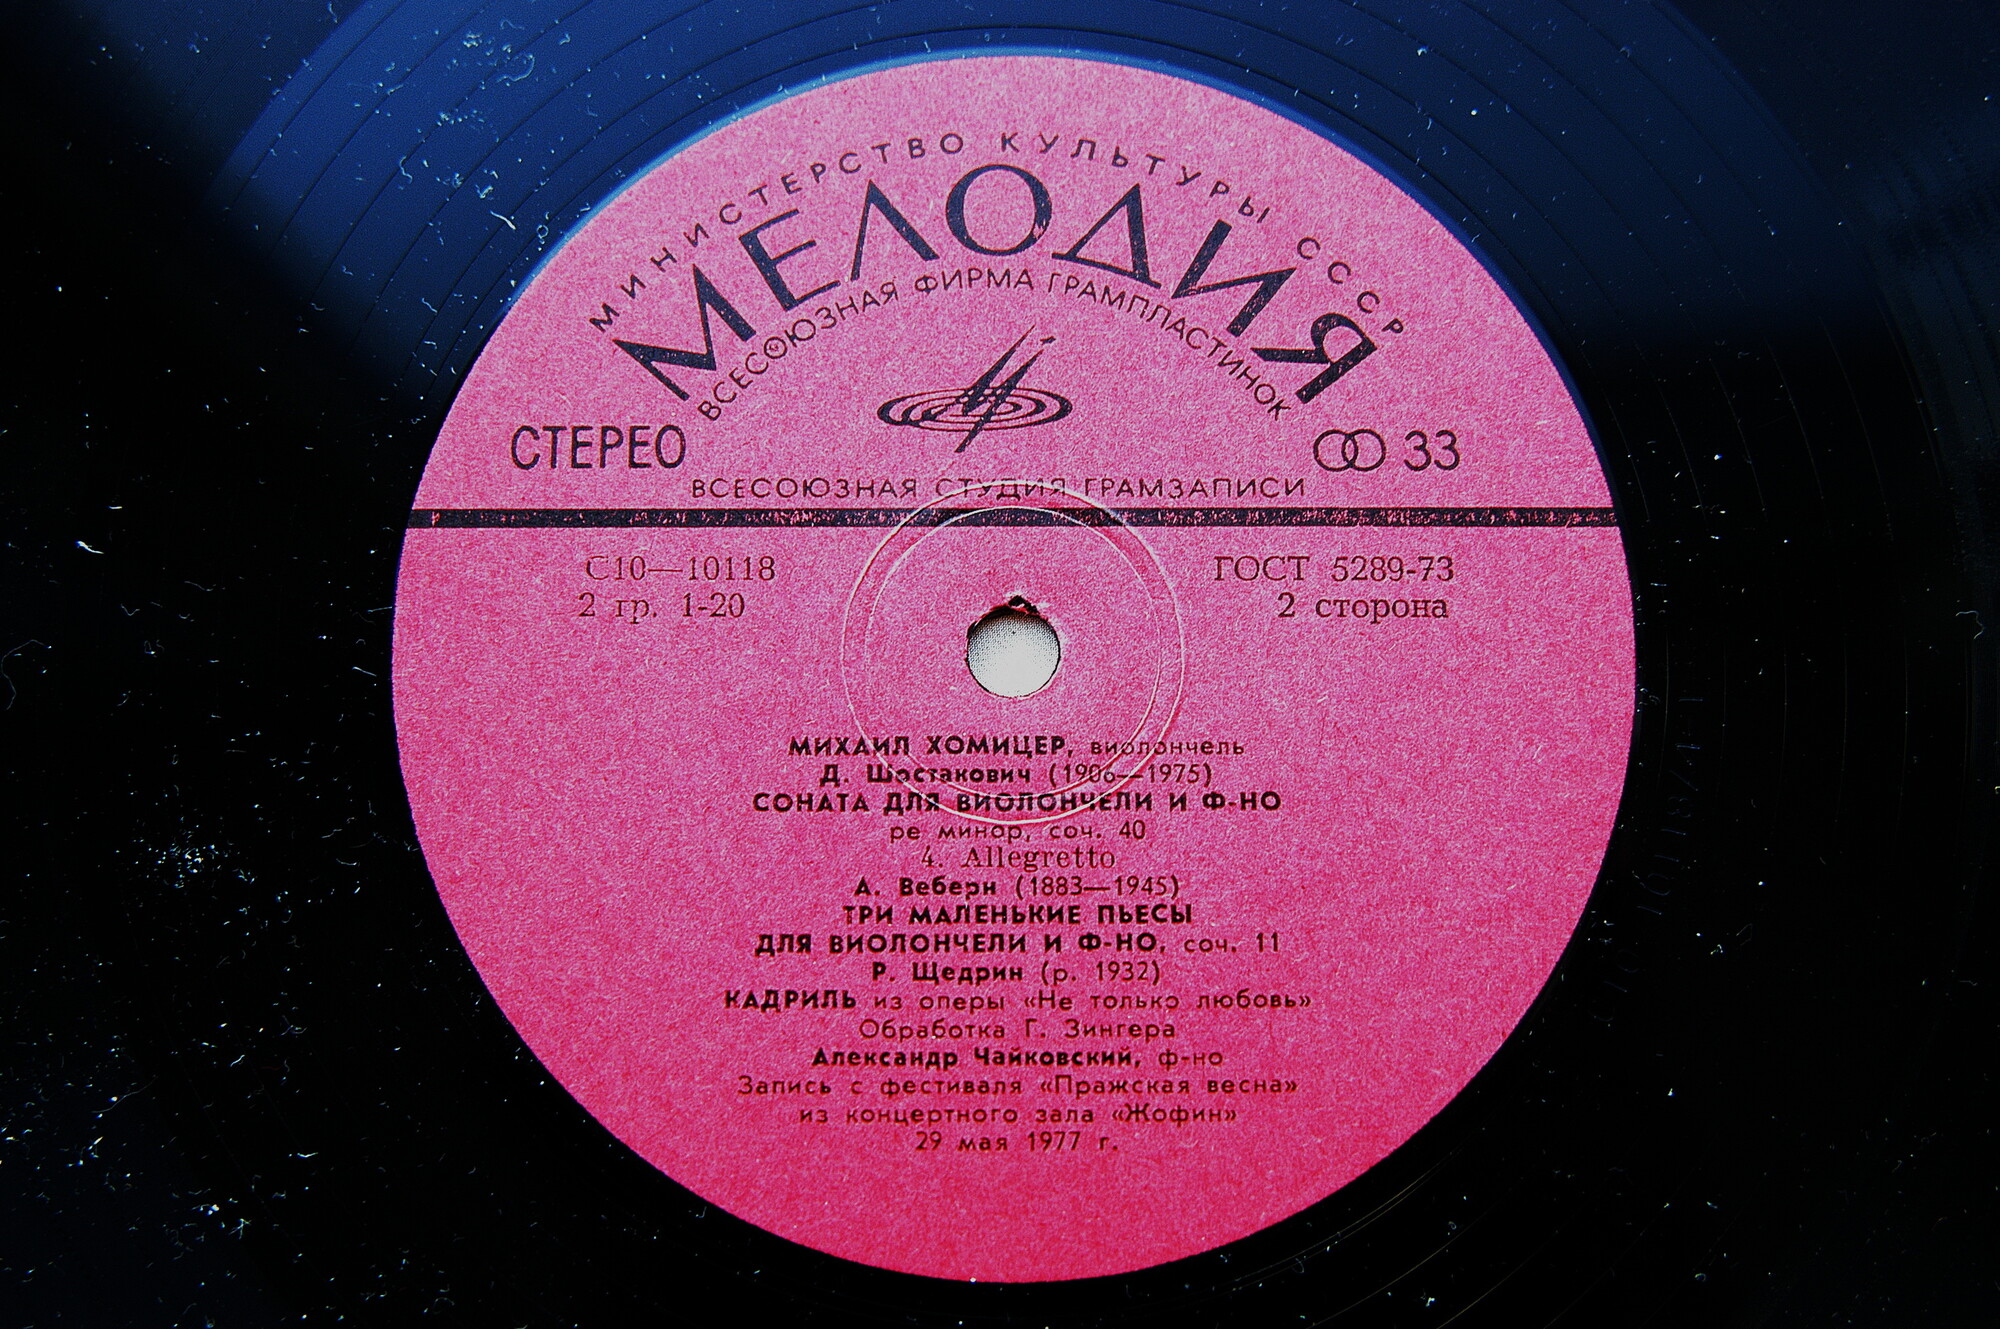 МИНИСТЕРСТВО КУЛЬТУРЫ СССР
МЕЛОДИЯ
ВСЕСОЮЗНАЯ ФИРМА ГРАМПЛАСТИНОК
СТЕРЕО
33
ВСЕСОЮЗНАЯ СТУДИЯ ГРАМЗАПИСИ
С10—10118
ГОСТ 5289-73
2 гр. 1-20
2 сторона
МИХАИЛ ХОМИЦЕР, виолончель
Д. Шостакович (1906—1975)
СОНАТА ДЛЯ ВИОЛОНЧЕЛИ И Ф-НО
ре минор, соч. 40
4. Allegretto
А. Веберн (1883—1945)
ТРИ МАЛЕНЬКИЕ ПЬЕСЫ
ДЛЯ ВИОЛОНЧЕЛИ И Ф-НО, соч. 11
Р. Щедрин (р. 1932)
КАДРИЛЬ из оперы «Не только любовь»
Обработка Г. Зингера
Александр Чайковский, ф-но
Запись с фестиваля «Пражская весна»
из концертного зала «Жофин»
29 мая 1977 г.